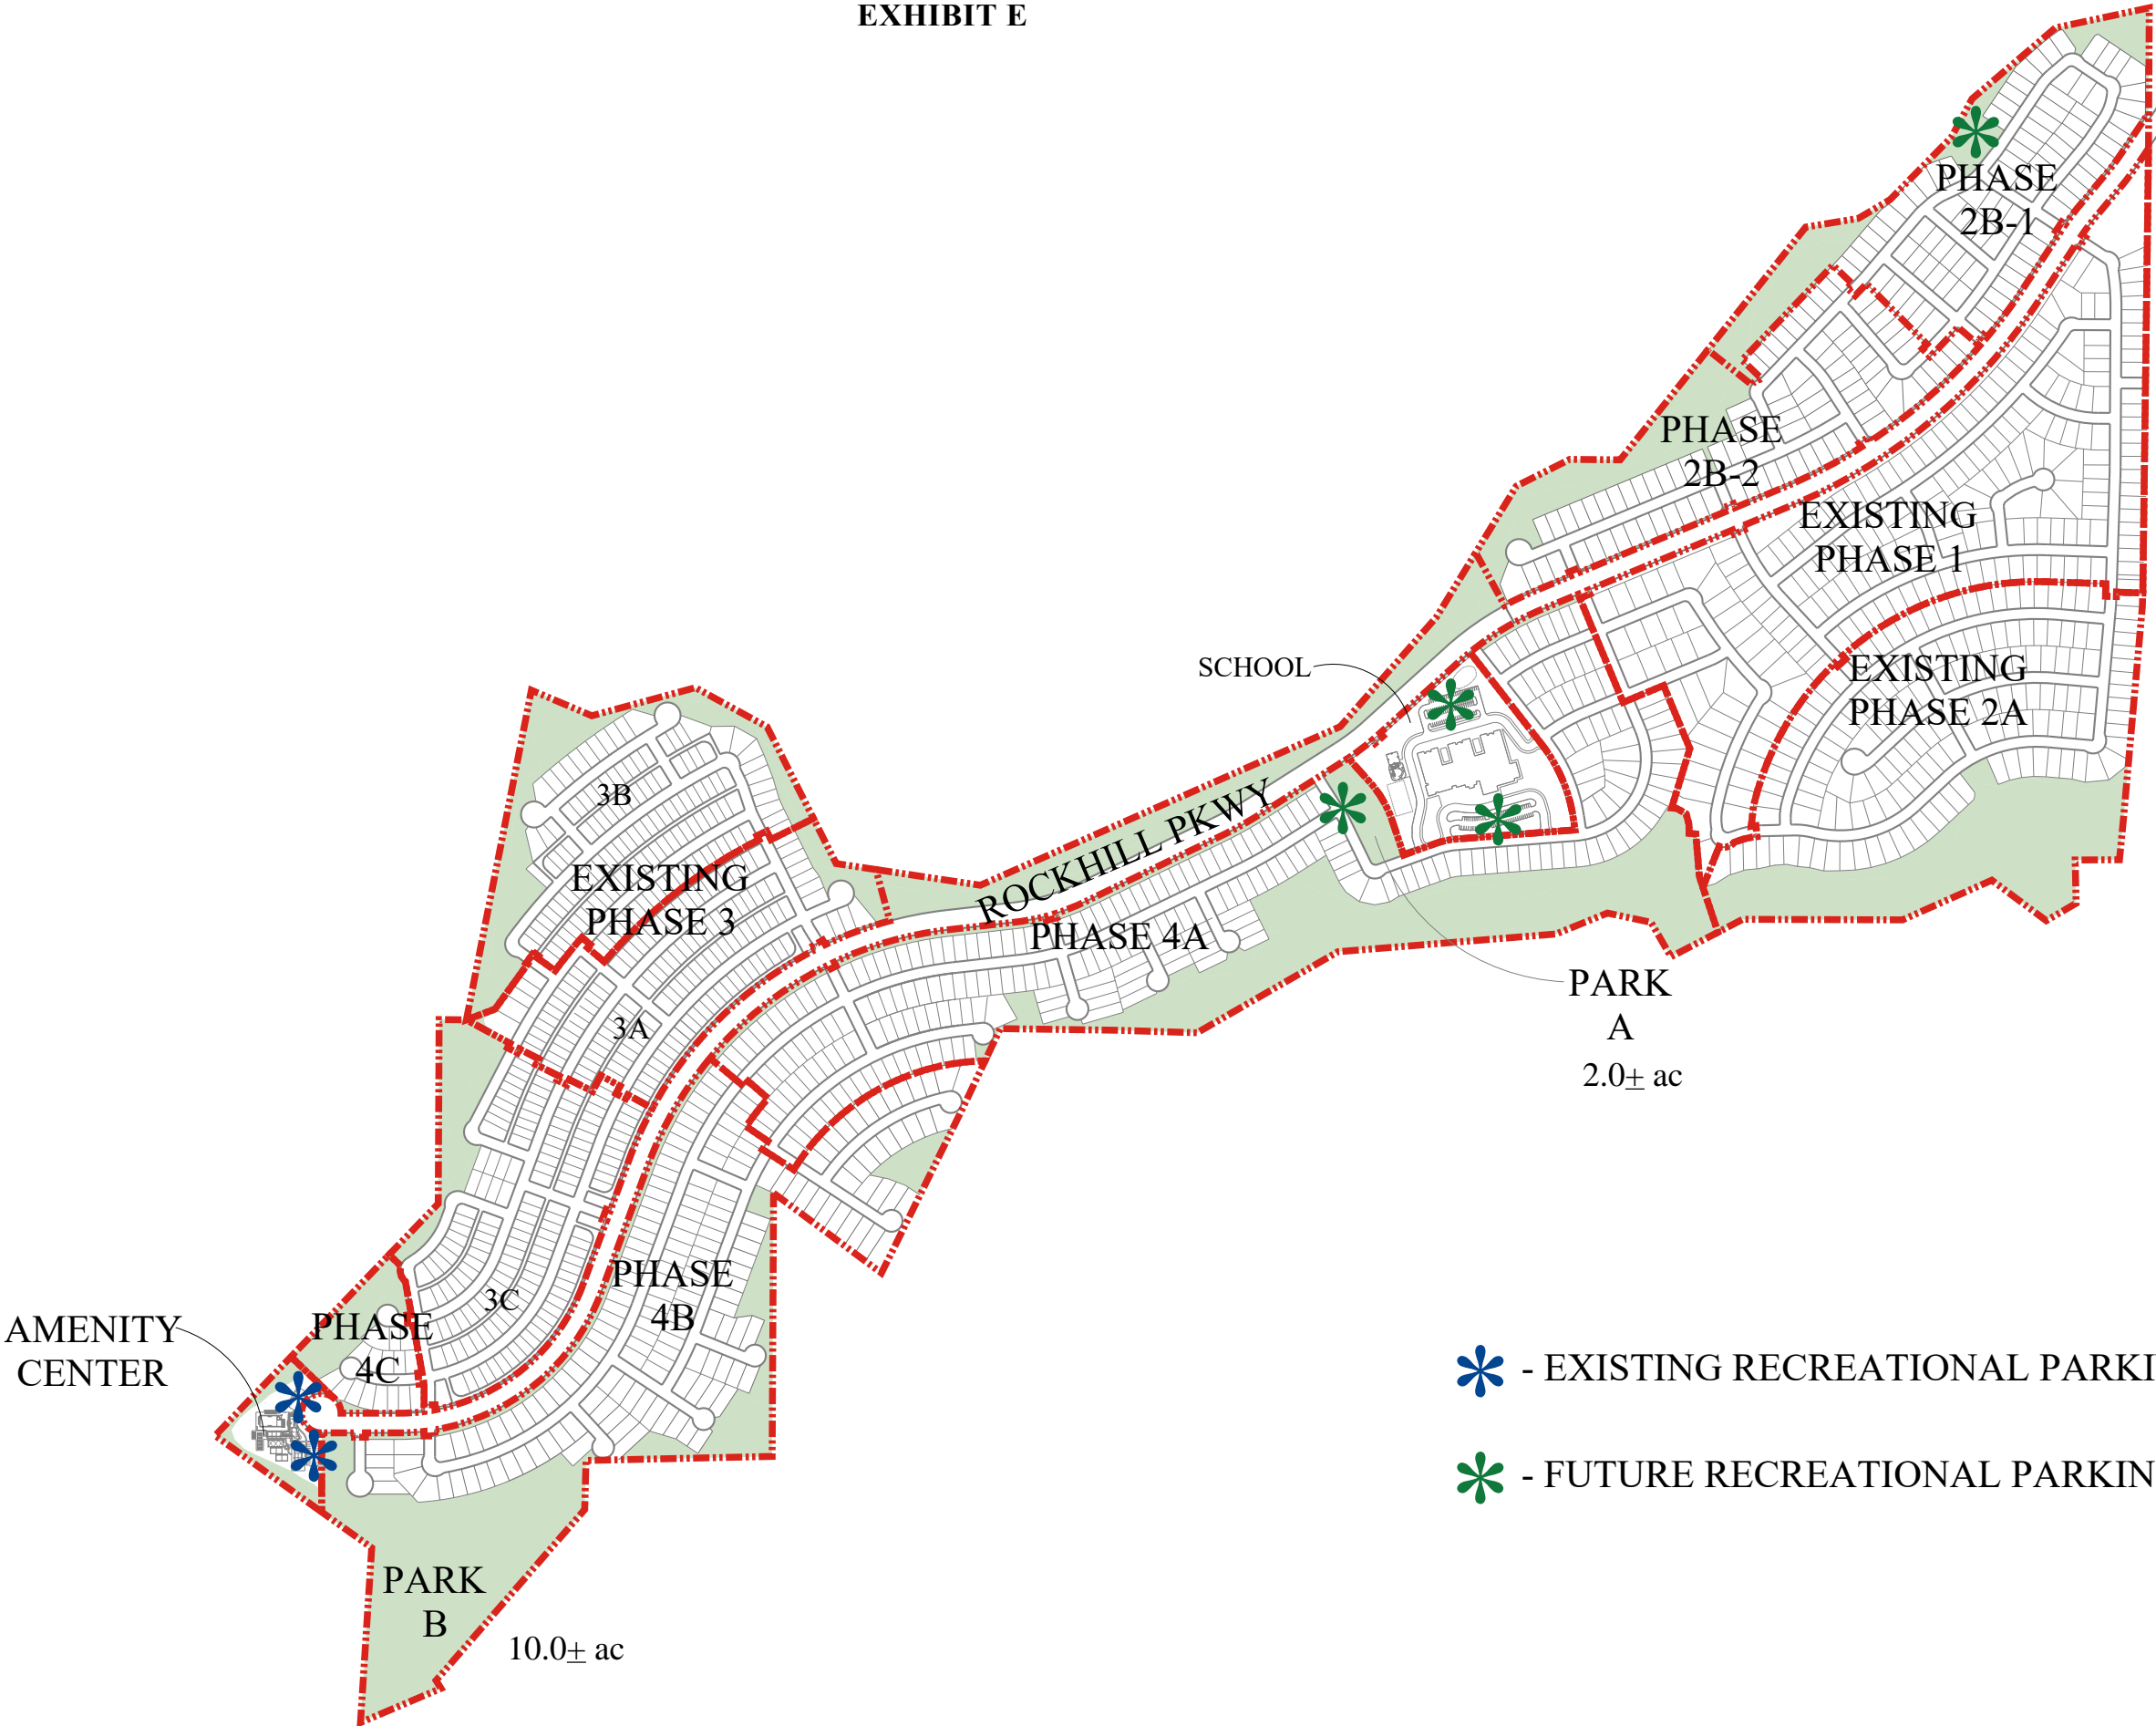 EXHIBIT E
PHASE
2B-1
PHASE
2B-2
EXISTING
PHASE 1
SCHOOL
EXISTING
PHASE 2A
3B
ROCKHILL PKWY
EXISTING
PHASE 3
PHASE 4A
PARK
A
2.0± ac
3A
PHASE
4B
3C
AMENITY
CENTER
PHASE
4C
- EXISTING RECREATIONAL PARKI
- FUTURE RECREATIONAL PARKIN
PARK
B
10.0± ac